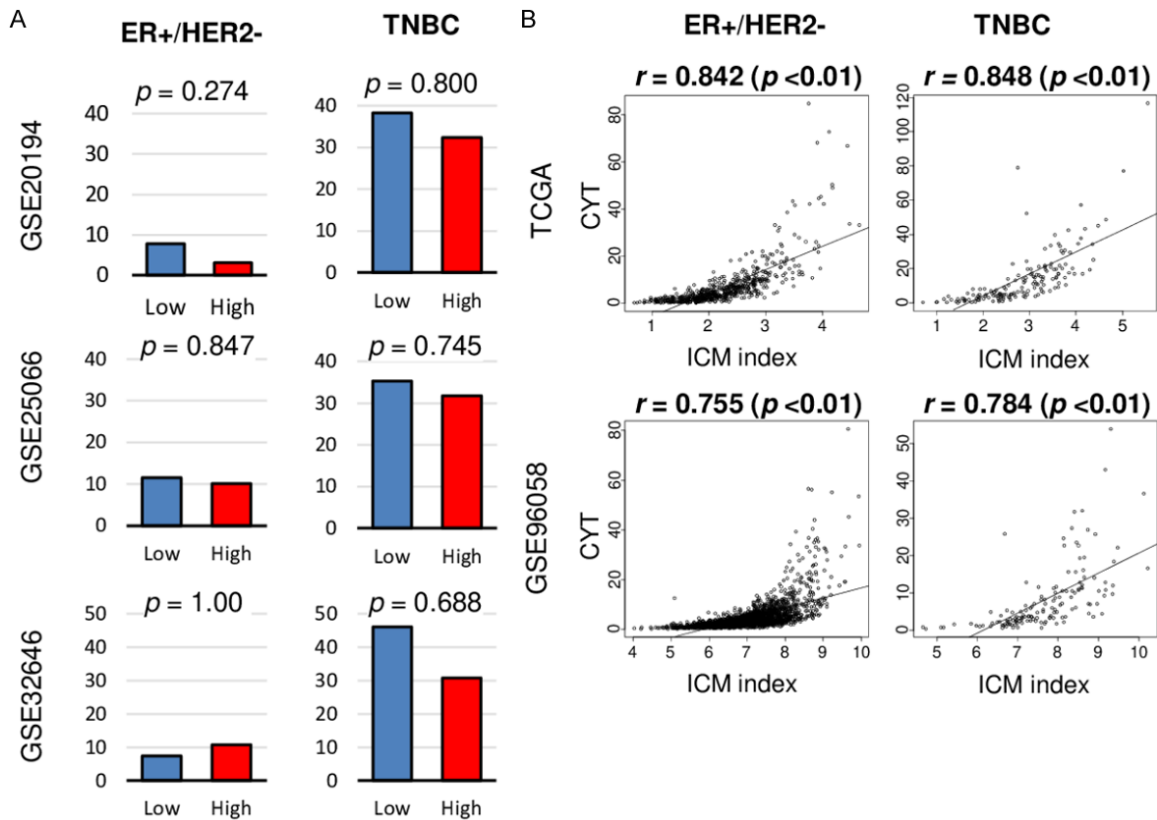 A
ER+/HER2-
TNBC
GSE20194
p = 0.274
40
30
20
10
0
Low High
p = 0.800
40
30
20
10
0
Low High
GSE25066
p = 0.847
40
30
20
10
0
Low High
p = 0.745
40
30
20
10
0
Low High
GSE32646
p = 1.00
50
40
30
20
10
0
Low High
p = 0.688
50
40
30
20
10
0
Low High
B
ER+/HER2-
TNBC
TCGA
r = 0.842 (p <0.01)
CYT
80
60
40
20
0
1 2 3 4
ICM index
r = 0.848 (p <0.01)
120
100
80
60
40
20
0
1 2 3 4 5
ICM index
GSE96058
r = 0.755 (p <0.01)
CYT
80
60
40
20
0
4 5 6 7 8 9 10
ICM index
r = 0.784 (p <0.01)
50
40
30
20
10
0
5 6 7 8 9 10
ICM index